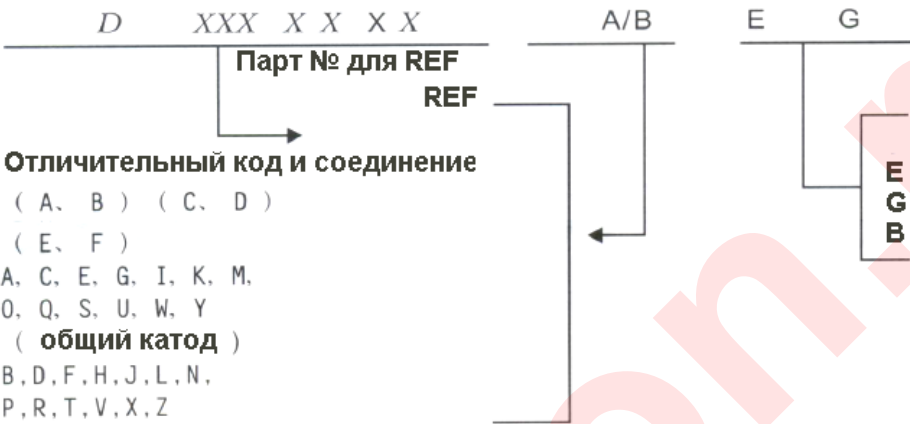 D XXX X X X X A/B E G
Парт № для REF
REF
Отличительный код и соединение
( A、 B ) ( C、 D )
( E、 F )
A, C, E, G, I, K, M,
O, Q, S, U, W, Y
( общий катод )
B,D,F,H,J,L,N,
P,R,T,V,X,Z
E
G
B